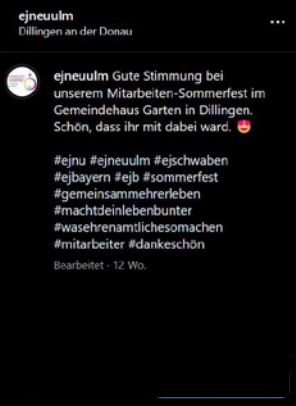 ejneuulm
Dillingen an der Donau
ejneuulm Gute Stimmung bei
unserem Mitarbeiten-Sommerfest im
Gemeindehaus Garten in Dillingen.
Schön, dass ihr mit dabei ward. 😍
#ejnu #ejneuulm #ejschwaben
#ejbayern #ejb #sommerfest
#gemeinsammehrerleben
#machtdeinlebenbunter
#wasehrenamtlichesomachen
#mitarbeiter #dankeschön
Bearbeitet · 12 Wo.